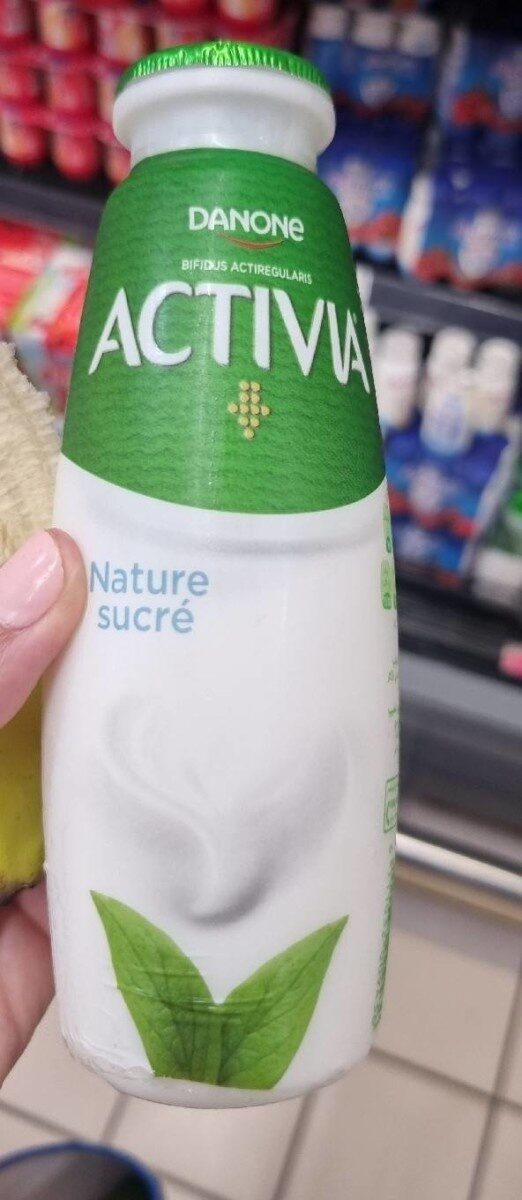 DANONE
BIFIDUS ACTIREGULARIS
ACTIVIA
Nature
sucré